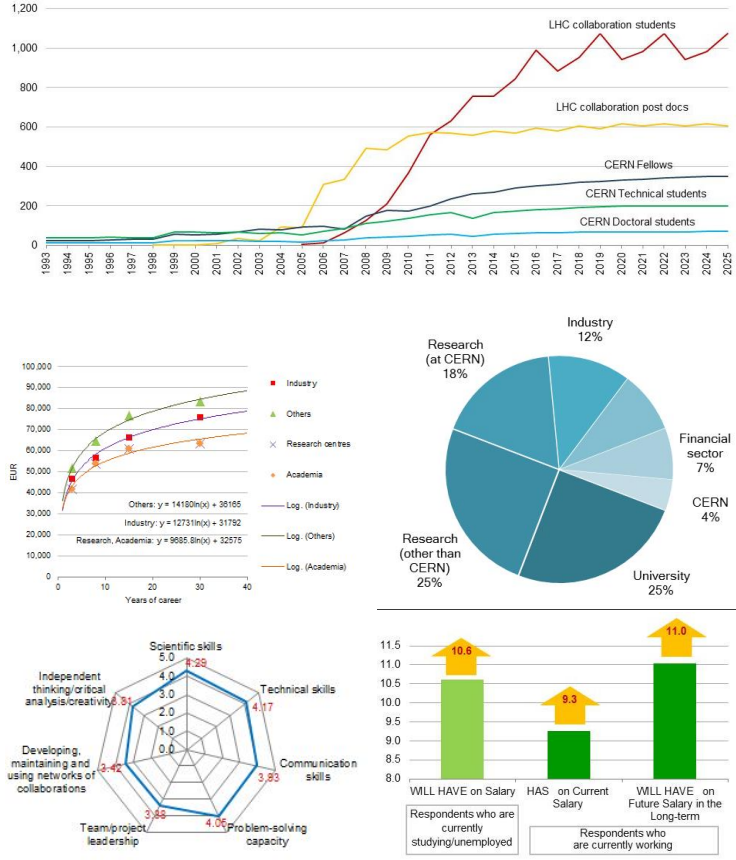 1,200
1,000
800
600
400
200
0
LHC collaboration students
LHC collaboration post docs
CERN Fellows
CERN Technical students
CERN Doctoral students
1993 1994 1995 1996 1997 1998 1999 2000 2001 2002 2003 2004 2005 2006 2007 2008 2009 2010 2011 2012 2013 2014 2015 2016 2017 2018 2019 2020 2021 2022 2023 2024 2025
EUR
100,000
90,000
80,000
70,000
60,000
50,000
40,000
30,000
20,000
10,000
0
Others: y = 14180ln(x) + 36165
Industry: y = 12731ln(x) + 31792
Research, Academia: y = 9685.8ln(x) + 32575
0 10 20 30 40
Years of career
Industry
Others
Research centres
Academia
Log. (Industry)
Log. (Others)
Log. (Academia)
Industry
12%
Research
(at CERN)
18%
Financial
sector
7%
CERN
4%
Research
(other than
CERN)
25%
University
25%
Scientific skills
5.0
4.29
4.0
3.0
2.0
1.0
0.0
Independent
thinking/critical
analysis/creativity
3.81
Technical skills
4.17
Developing,
maintaining and
using networks of
collaborations
3.42
Communication
skills
3.93
Team/project
leadership
3.38
4.05
Problem-solving
capacity
11.5
11.0
10.5
10.0
9.5
9.0
8.5
8.0
10.6
9.3
11.0
WILL HAVE on Salary
HAS on Current
Salary
WILL HAVE on
Future Salary in the
Long-term
Respondents who are
currently
studying/unemployed
Respondents who
are currently working